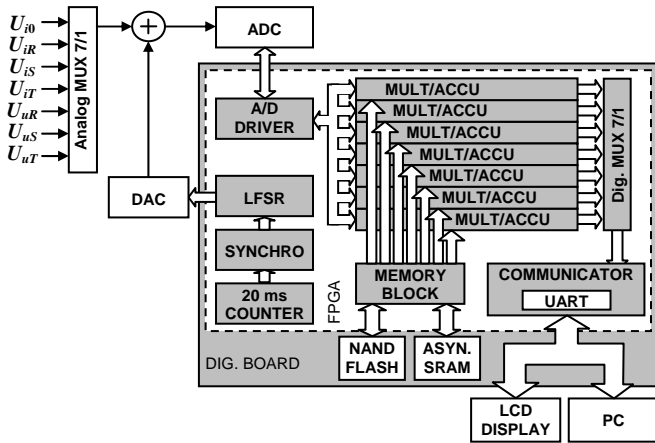 U_i0
U_iR
U_iS
U_iT
U_uR
U_uS
U_uT
Analog MUX 7/1
+
ADC
A/D
DRIVER
MULT/ACCU
MULT/ACCU
MULT/ACCU
MULT/ACCU
MULT/ACCU
MULT/ACCU
MULT/ACCU
Dig. MUX 7/1
DAC
LFSR
SYNCHRO
20 ms
COUNTER
FPGA
MEMORY
BLOCK
COMMUNICATOR
UART
NAND
FLASH
ASYN.
SRAM
DIG. BOARD
LCD
DISPLAY
PC